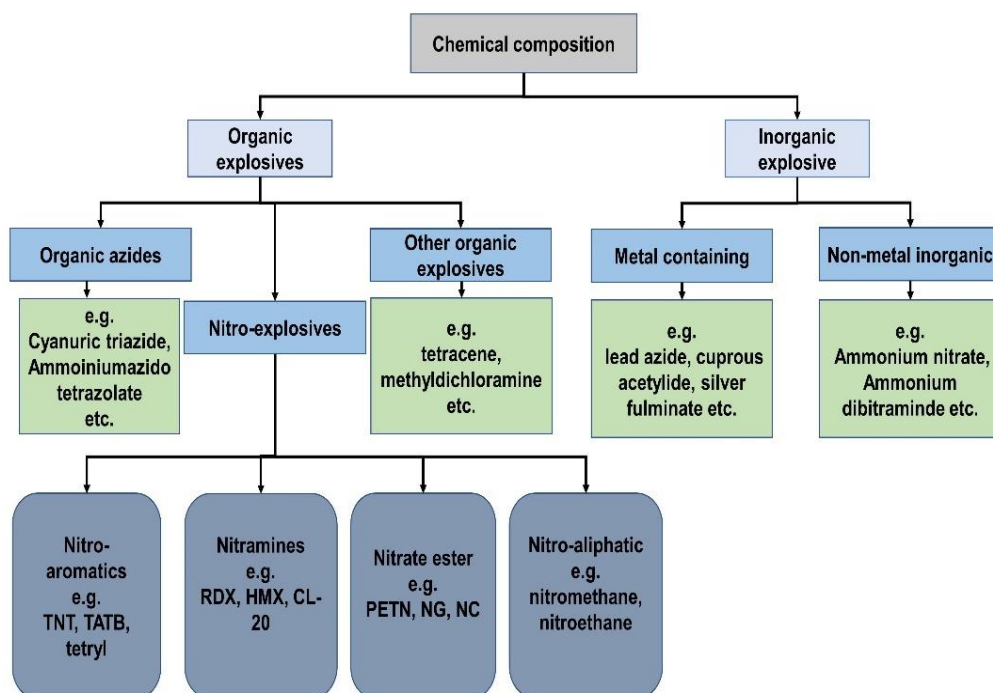 Chemical composition
Organic
explosives
Inorganic
explosive
Organic azides
Nitro-explosives
Other organic
explosives
Metal containing
Non-metal inorganic
e.g.
Cyanuric triazide,
Ammoiniumazido
tetrazolate
etc.
e.g.
tetracene,
methyldichloramine
etc.
e.g.
lead azide, cuprous
acetylide, silver
fulminate etc.
e.g.
Ammonium nitrate,
Ammonium
dibitraminde etc.
Nitro-
aromatics
e.g.
TNT, TATB,
tetryl
Nitramines
e.g.
RDX, HMX, CL-
20
Nitrate ester
e.g.
PETN, NG, NC
Nitro-aliphatic
e.g.
nitromethane,
nitroethane